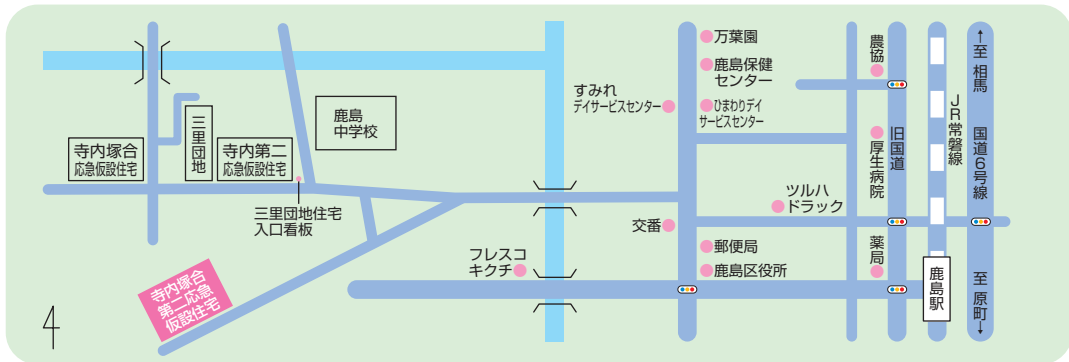 三里団地
寺内塚合
応急仮設住宅
寺内第二
応急仮設住宅
鹿島
中学校
三里団地住宅
入口看板
寺内塚合
第二応急
仮設住宅
4
フレスコ
キクチ
すみれ
デイサービスセンター
万葉園
鹿島保健
センター
ひまわりデイ
サービスセンター
交番
郵便局
鹿島区役所
ツルハ
ドラック
農協
厚生病院
薬局
旧国道
JR常磐線
鹿島駅
↑至 相馬
国道6号線
至 原町↓